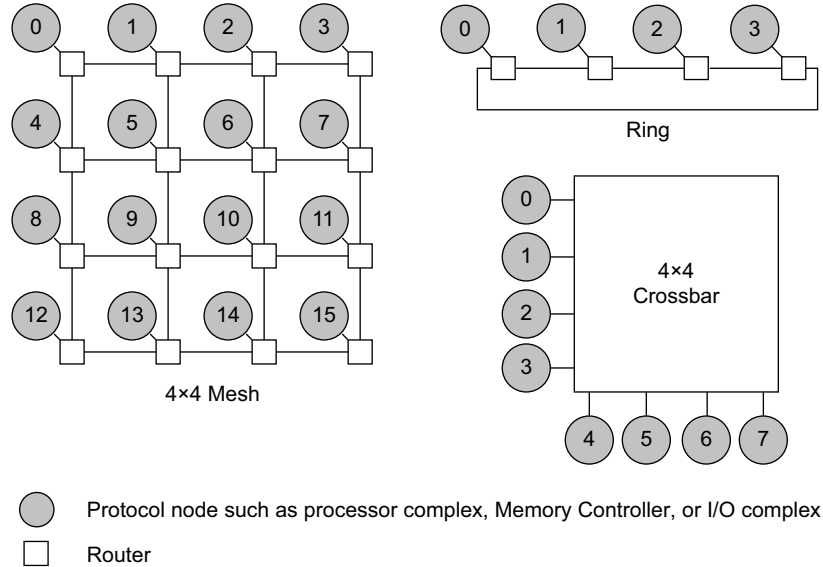 0 1 2 3
4 5 6 7
8 9 10 11
12 13 14 15
4×4 Mesh
0 1 2 3
Ring
0
1
2
3
4×4
Crossbar
4 5 6 7
Protocol node such as processor complex, Memory Controller, or I/O complex
Router